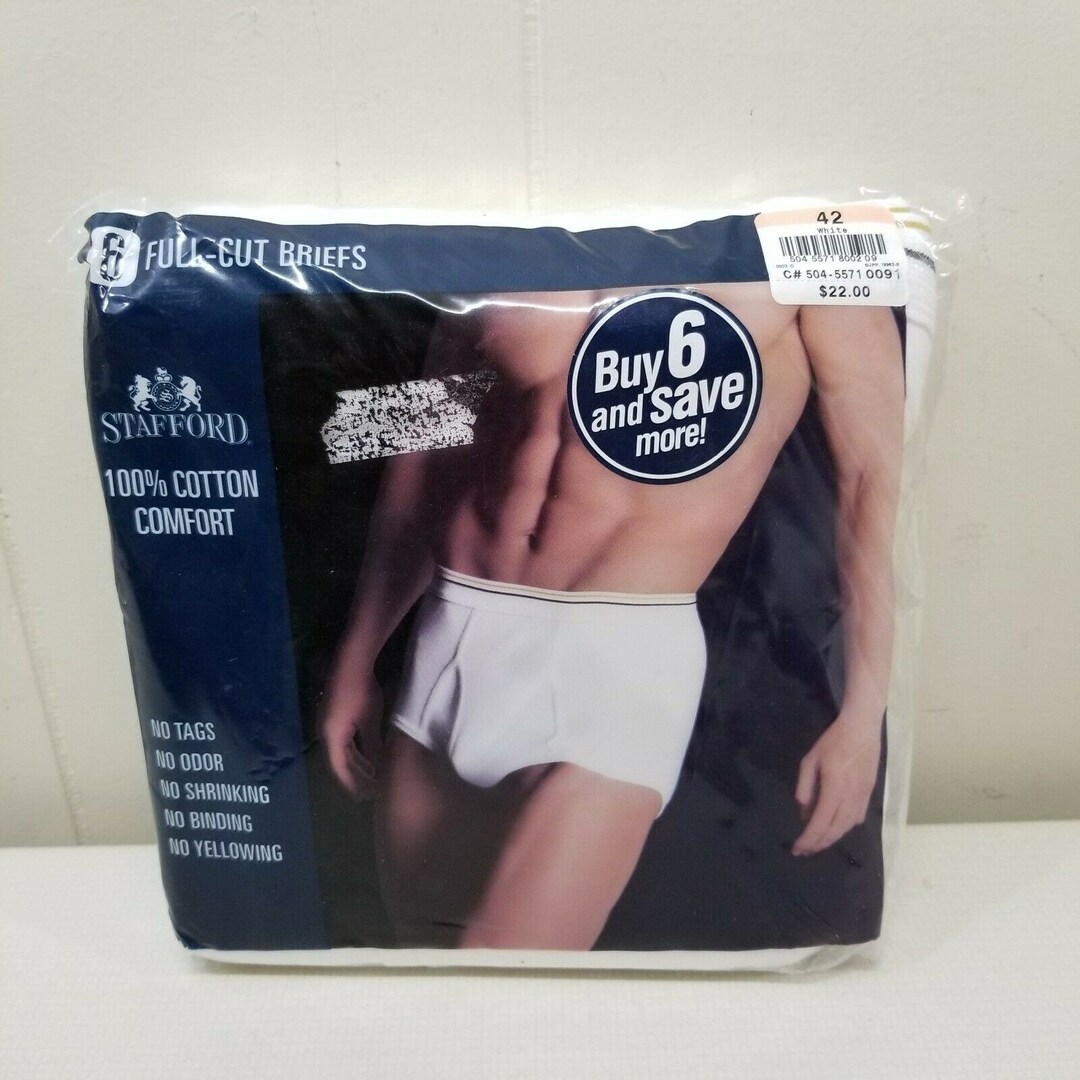 6 FULL-CUT BRIEFS
42
White
504 5571 8002 09
C# 504-5571 0091
$22.00
Buy 6
and save
more!
STAFFORD
100% COTTON
COMFORT
NO TAGS
NO ODOR
NO SHRINKING
NO BINDING
NO YELLOWING